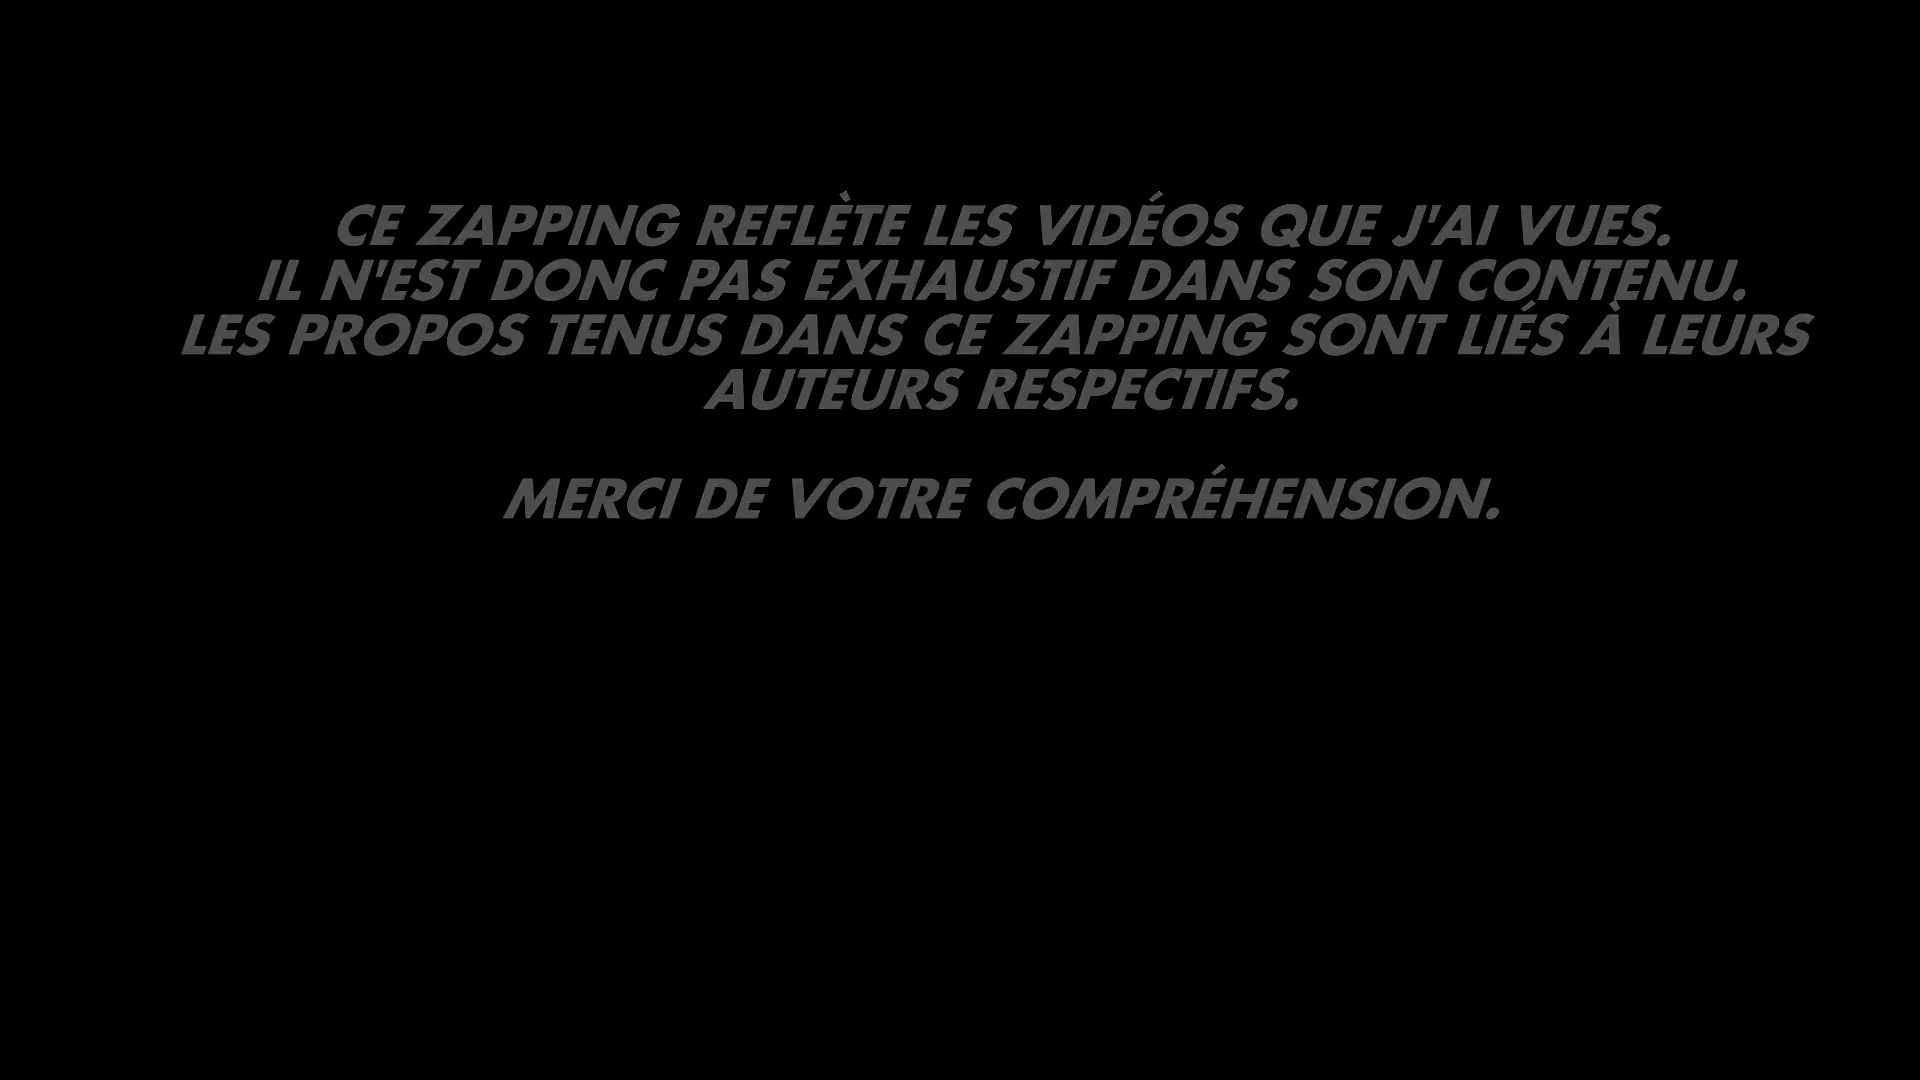 CE ZAPPING REFLÈTE LES VIDÉOS QUE J'AI VUES.
IL N'EST DONC PAS EXHAUSTIF DANS SON CONTENU.
LES PROPOS TENUS DANS CE ZAPPING SONT LIÉS À LEURS
AUTEURS RESPECTIFS.
MERCI DE VOTRE COMPRÉHENSION.